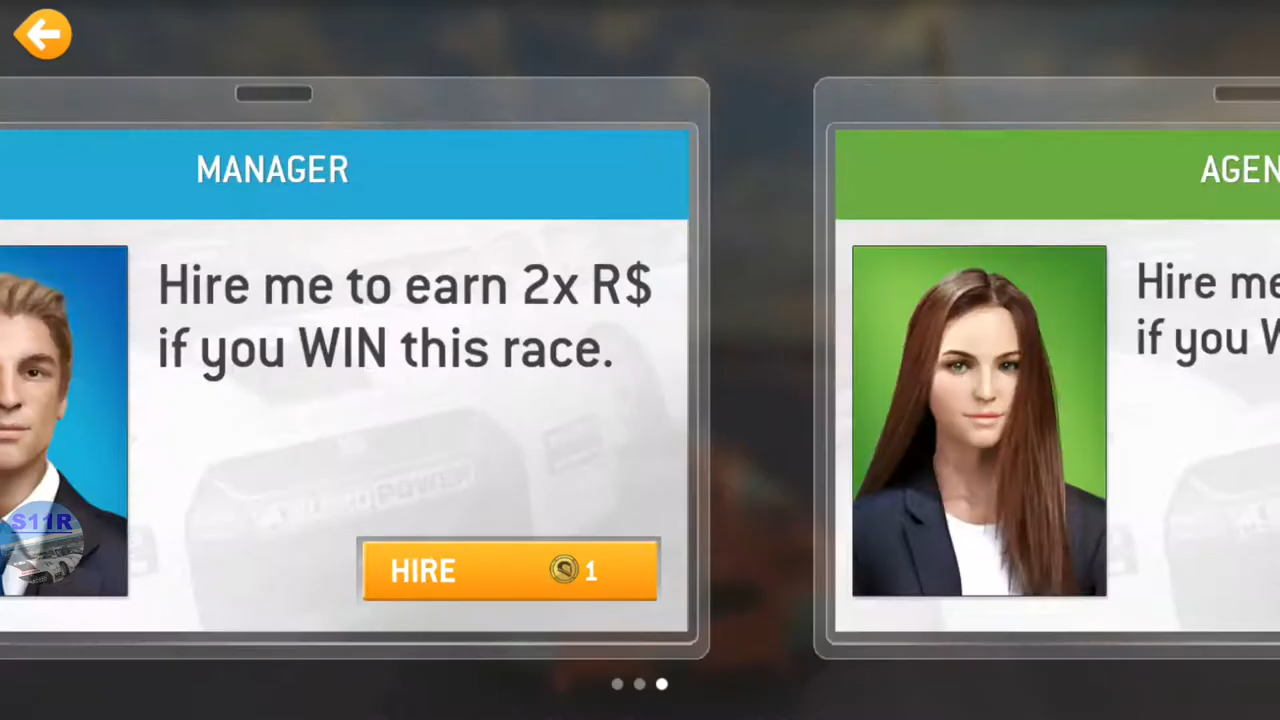 MANAGER
Hire me to earn 2x R$
if you WIN this race.
HIRE 1
S11R
AGEN
Hire me
if you W
POWER